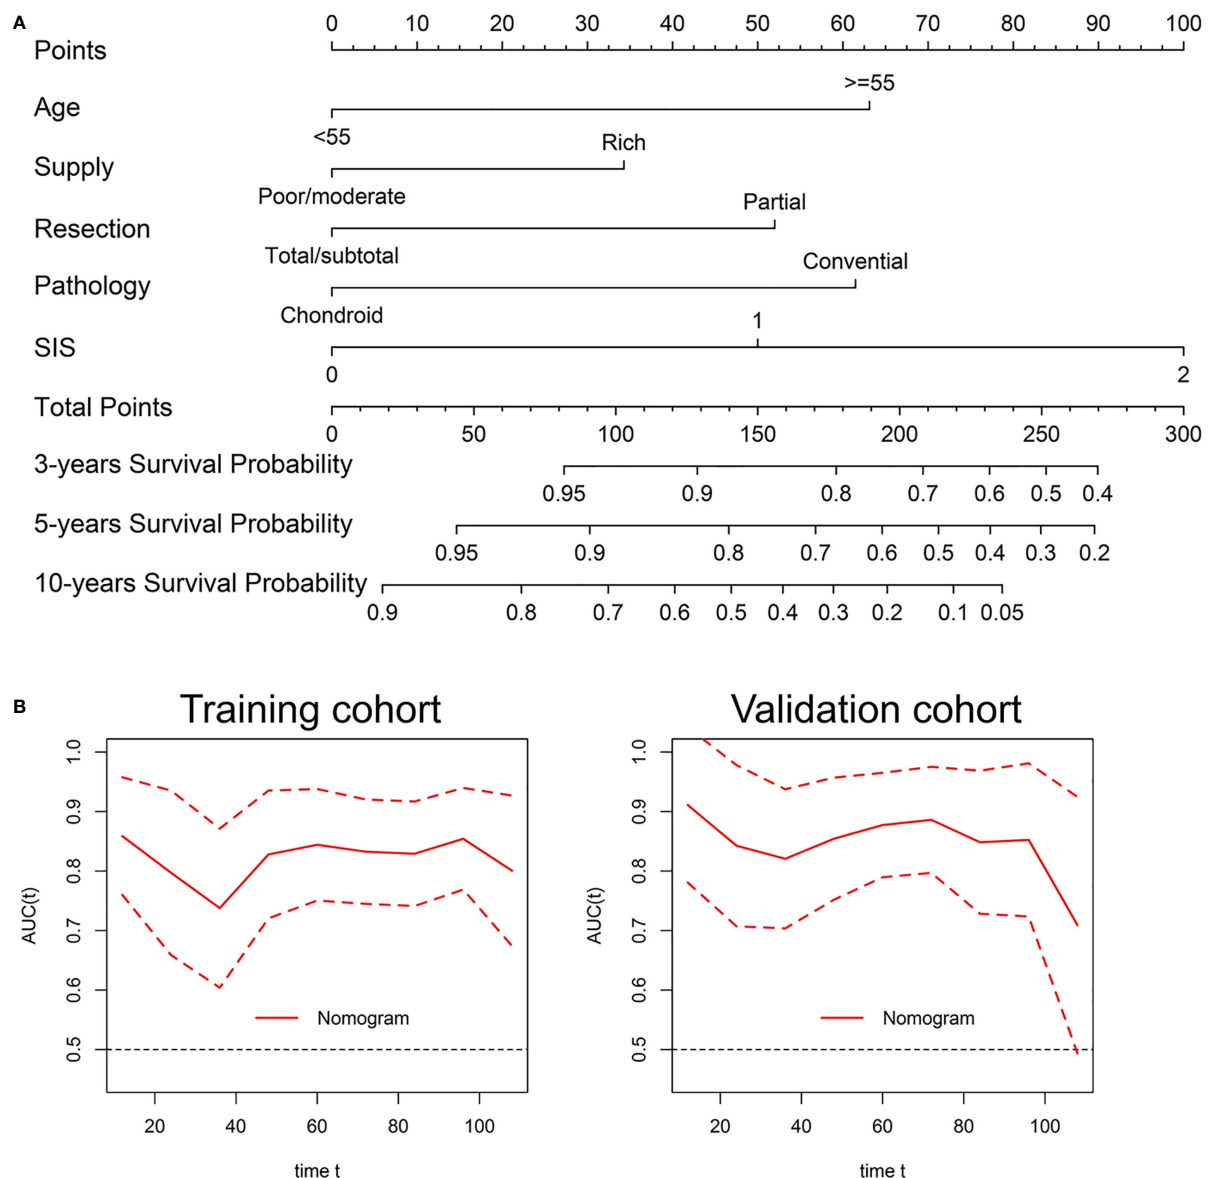 A
0 10 20 30 40 50 60 70 80 90 100
Points
>=55
Age
<55
Rich
Supply
Poor/moderate
Partial
Resection
Total/subtotal
Convential
Pathology
Chondroid
1
SIS
0 2
Total Points
0 50 100 150 200 250 300
3-years Survival Probability
0.95 0.9 0.8 0.7 0.6 0.5 0.4
5-years Survival Probability
0.95 0.9 0.8 0.7 0.6 0.5 0.4 0.3 0.2
10-years Survival Probability
0.9 0.8 0.7 0.6 0.5 0.4 0.3 0.2 0.1 0.05
B
Training cohort
1.0
0.9
0.8
0.7
0.6
0.5
AUC(t)
Nomogram
20 40 60 80 100
time t
Validation cohort
1.0
0.9
0.8
0.7
0.6
0.5
AUC(t)
Nomogram
20 40 60 80 100
time t